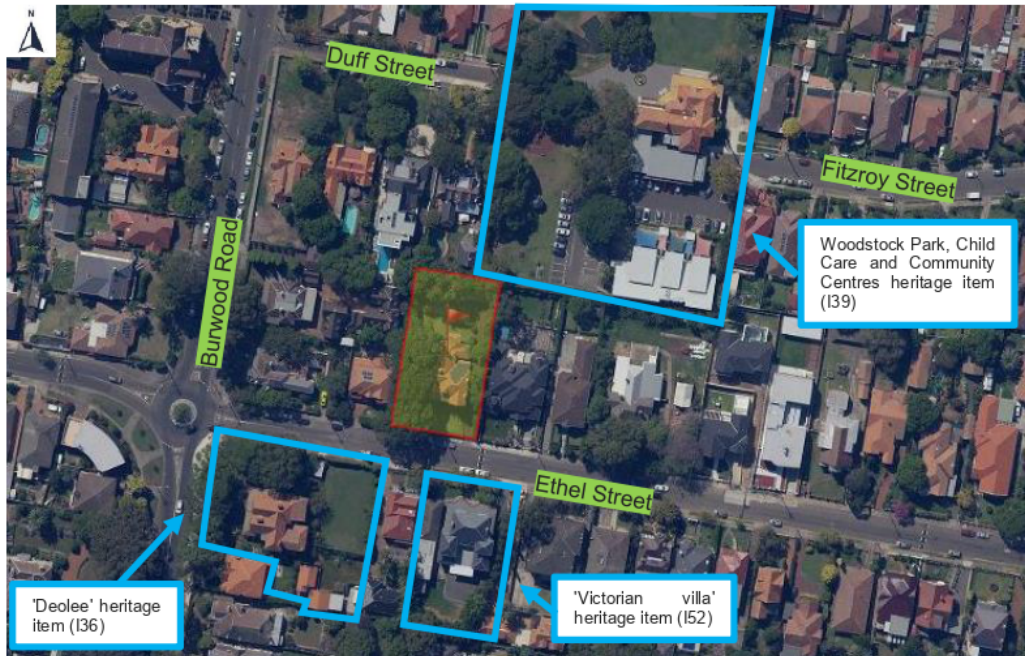 N
Duff Street
Fitzroy Street
Burwood Road
Woodstock Park, Child
Care and Community
Centres heritage item
(I39)
Ethel Street
'Deolee' heritage
item (I36)
'Victorian villa'
heritage item (I52)